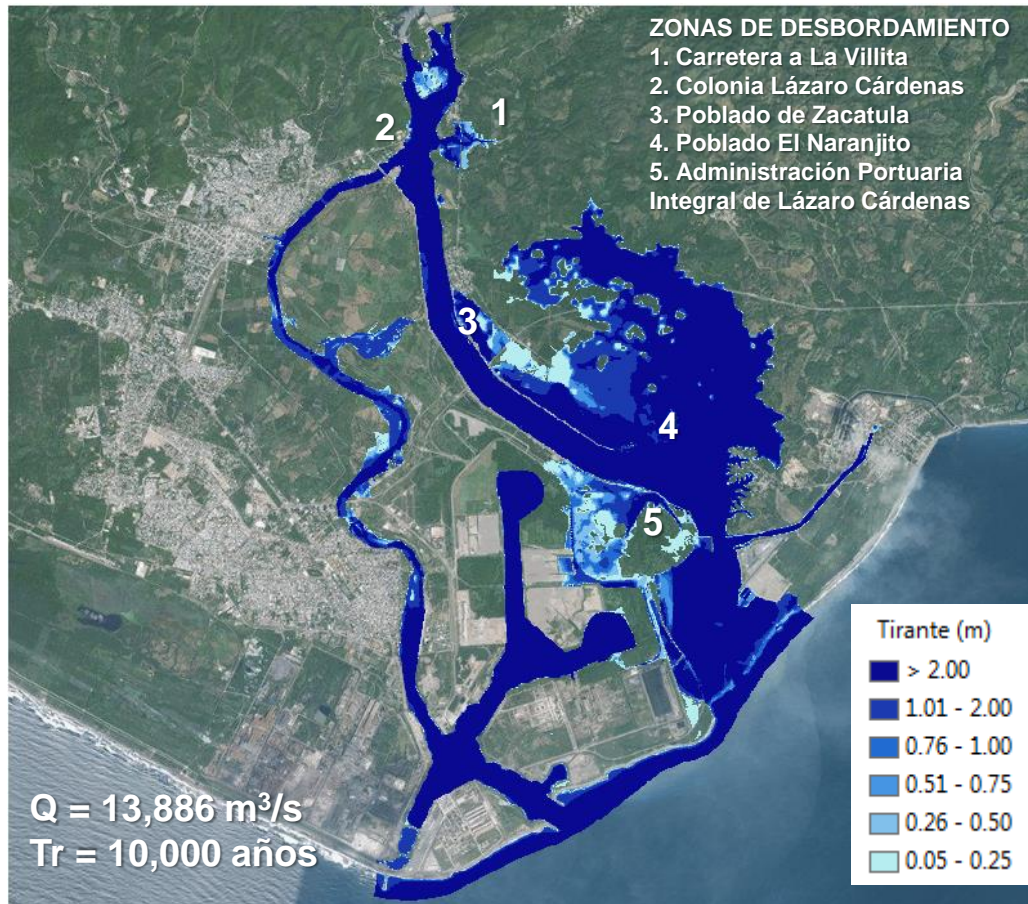 ZONAS DE DESBORDAMIENTO
1. Carretera a La Villita
2. Colonia Lázaro Cárdenas
3. Poblado de Zacatula
4. Poblado El Naranjito
5. Administración Portuaria
Integral de Lázaro Cárdenas
1
2
3
4
5
Tirante (m)
> 2.00
1.01 - 2.00
0.76 - 1.00
0.51 - 0.75
0.26 - 0.50
0.05 - 0.25
Q = 13,886 m³/s
Tr = 10,000 años